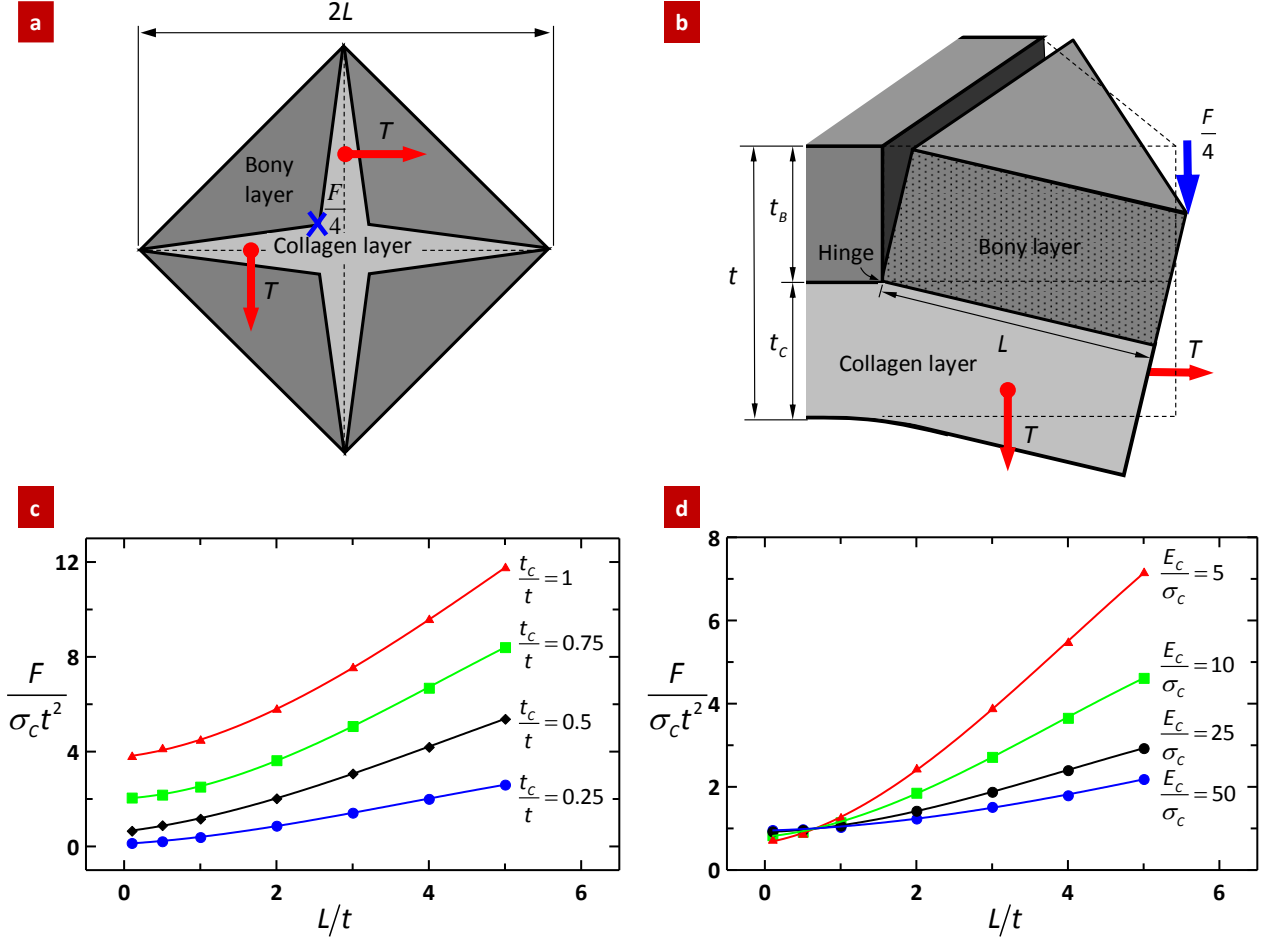 a
2L
T
Bony
layer
F
4
Collagen layer
T
b
F
4
t_B
Hinge
Bony layer
t
t_C
L
T
Collagen layer
T
c
12
8
4
0
0 2 4 6
F
σ_C t²
L/t
t_C/t = 1
t_C/t = 0.75
t_C/t = 0.5
t_C/t = 0.25
d
8
6
4
2
0
0 2 4 6
F
σ_C t²
L/t
E_C/σ_C = 5
E_C/σ_C = 10
E_C/σ_C = 25
E_C/σ_C = 50